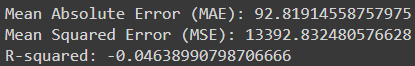 Mean Absolute Error (MAE): 92.81914558757975
Mean Squared Error (MSE): 13392.832480576628
R-squared: -0.04638990798706666